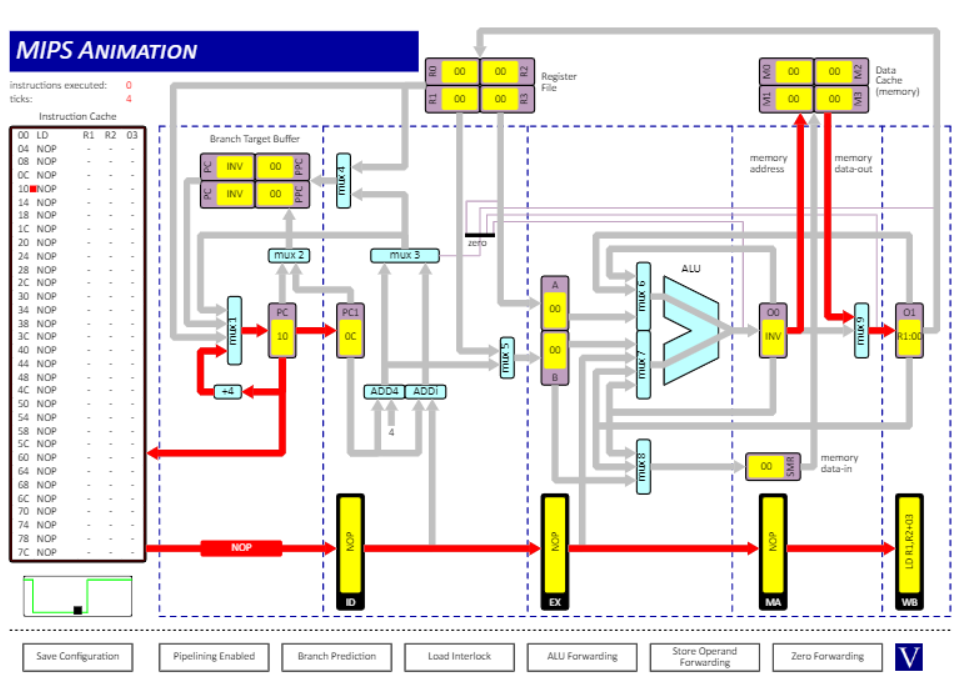 MIPS ANIMATION
instructions executed: 0
ticks: 4
Instruction Cache
00 LD R1 R2 03
04 NOP - - -
08 NOP - - -
0C NOP - - -
10 NOP - - -
14 NOP - - -
18 NOP - - -
1C NOP - - -
20 NOP - - -
24 NOP - - -
28 NOP - - -
2C NOP - - -
30 NOP - - -
34 NOP - - -
38 NOP - - -
3C NOP - - -
40 NOP - - -
44 NOP - - -
48 NOP - - -
4C NOP - - -
50 NOP - - -
54 NOP - - -
58 NOP - - -
5C NOP - - -
60 NOP - - -
64 NOP - - -
68 NOP - - -
6C NOP - - -
70 NOP - - -
74 NOP - - -
78 NOP - - -
7C NOP - - -
R0 00 00 R2
R1 00 00 R3
Register
File
M0 00 00 M2
M1 00 00 M3
Data
Cache
(memory)
Branch Target Buffer
PC INV 00 PPC
PC INV 00 PPC
mux 4
memory
address
memory
data-out
zero
mux 2
mux 3
mux 1
PC
10
PC1
0C
+4
ADD4
ADDI
4
mux 5
A
00
00
B
mux 6
mux 7
ALU
O0
INV
mux 9
O1
R1:00
mux 8
00 SMR
memory
data-in
NOP
NOP
ID
NOP
EX
NOP
MA
LD R1,R2+03
WB
Save Configuration
Pipelining Enabled
Branch Prediction
Load Interlock
ALU Forwarding
Store Operand
Forwarding
Zero Forwarding
V